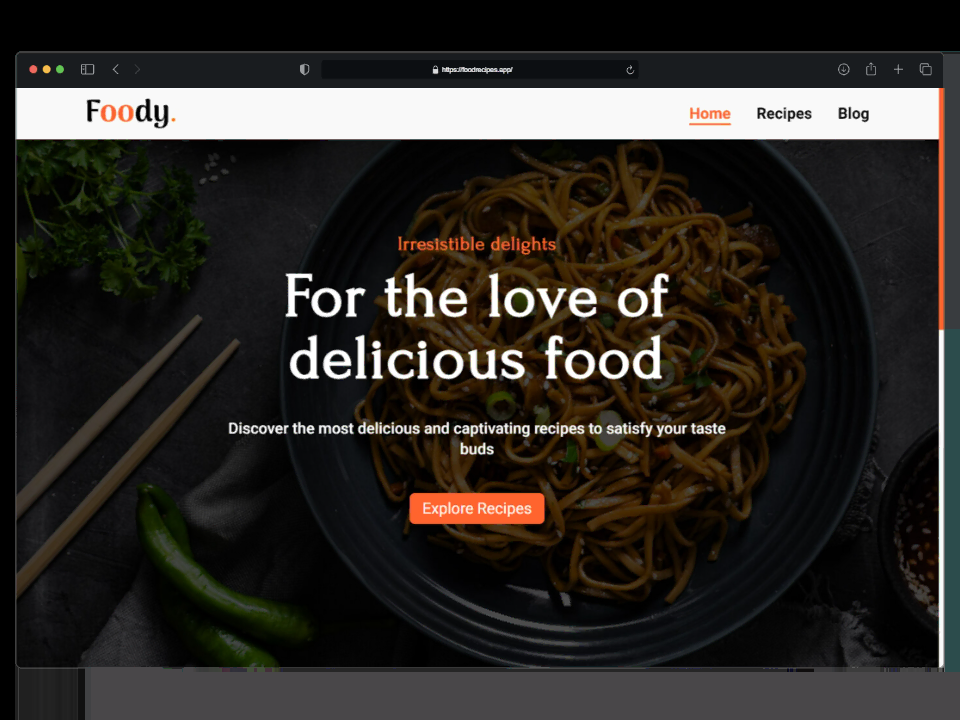 https://foodrecipes.app/
Foody.
Home Recipes Blog
Irresistible delights
For the love of
delicious food
Discover the most delicious and captivating recipes to satisfy your taste
buds
Explore Recipes